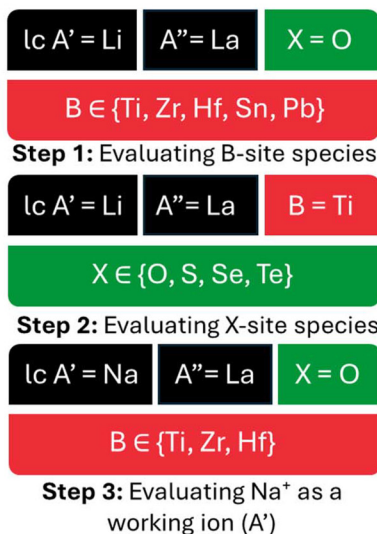 lc A' = Li A"= La X = O
B ∈ {Ti, Zr, Hf, Sn, Pb}
Step 1: Evaluating B-site species
lc A' = Li A"= La B = Ti
X ∈ {O, S, Se, Te}
Step 2: Evaluating X-site species
lc A' = Na A"= La X = O
B ∈ {Ti, Zr, Hf}
Step 3: Evaluating Na⁺ as a
working ion (A')